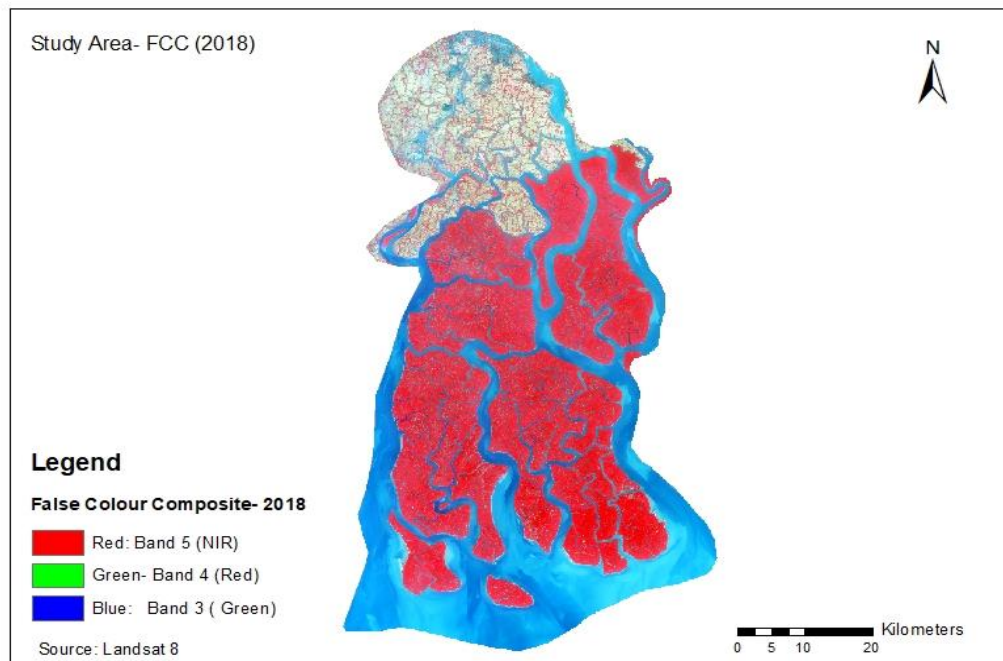 Study Area- FCC (2018)
N
Legend
False Colour Composite- 2018
Red: Band 5 (NIR)
Green- Band 4 (Red)
Blue: Band 3 ( Green)
Source: Landsat 8
Kilometers
0 5 10 20